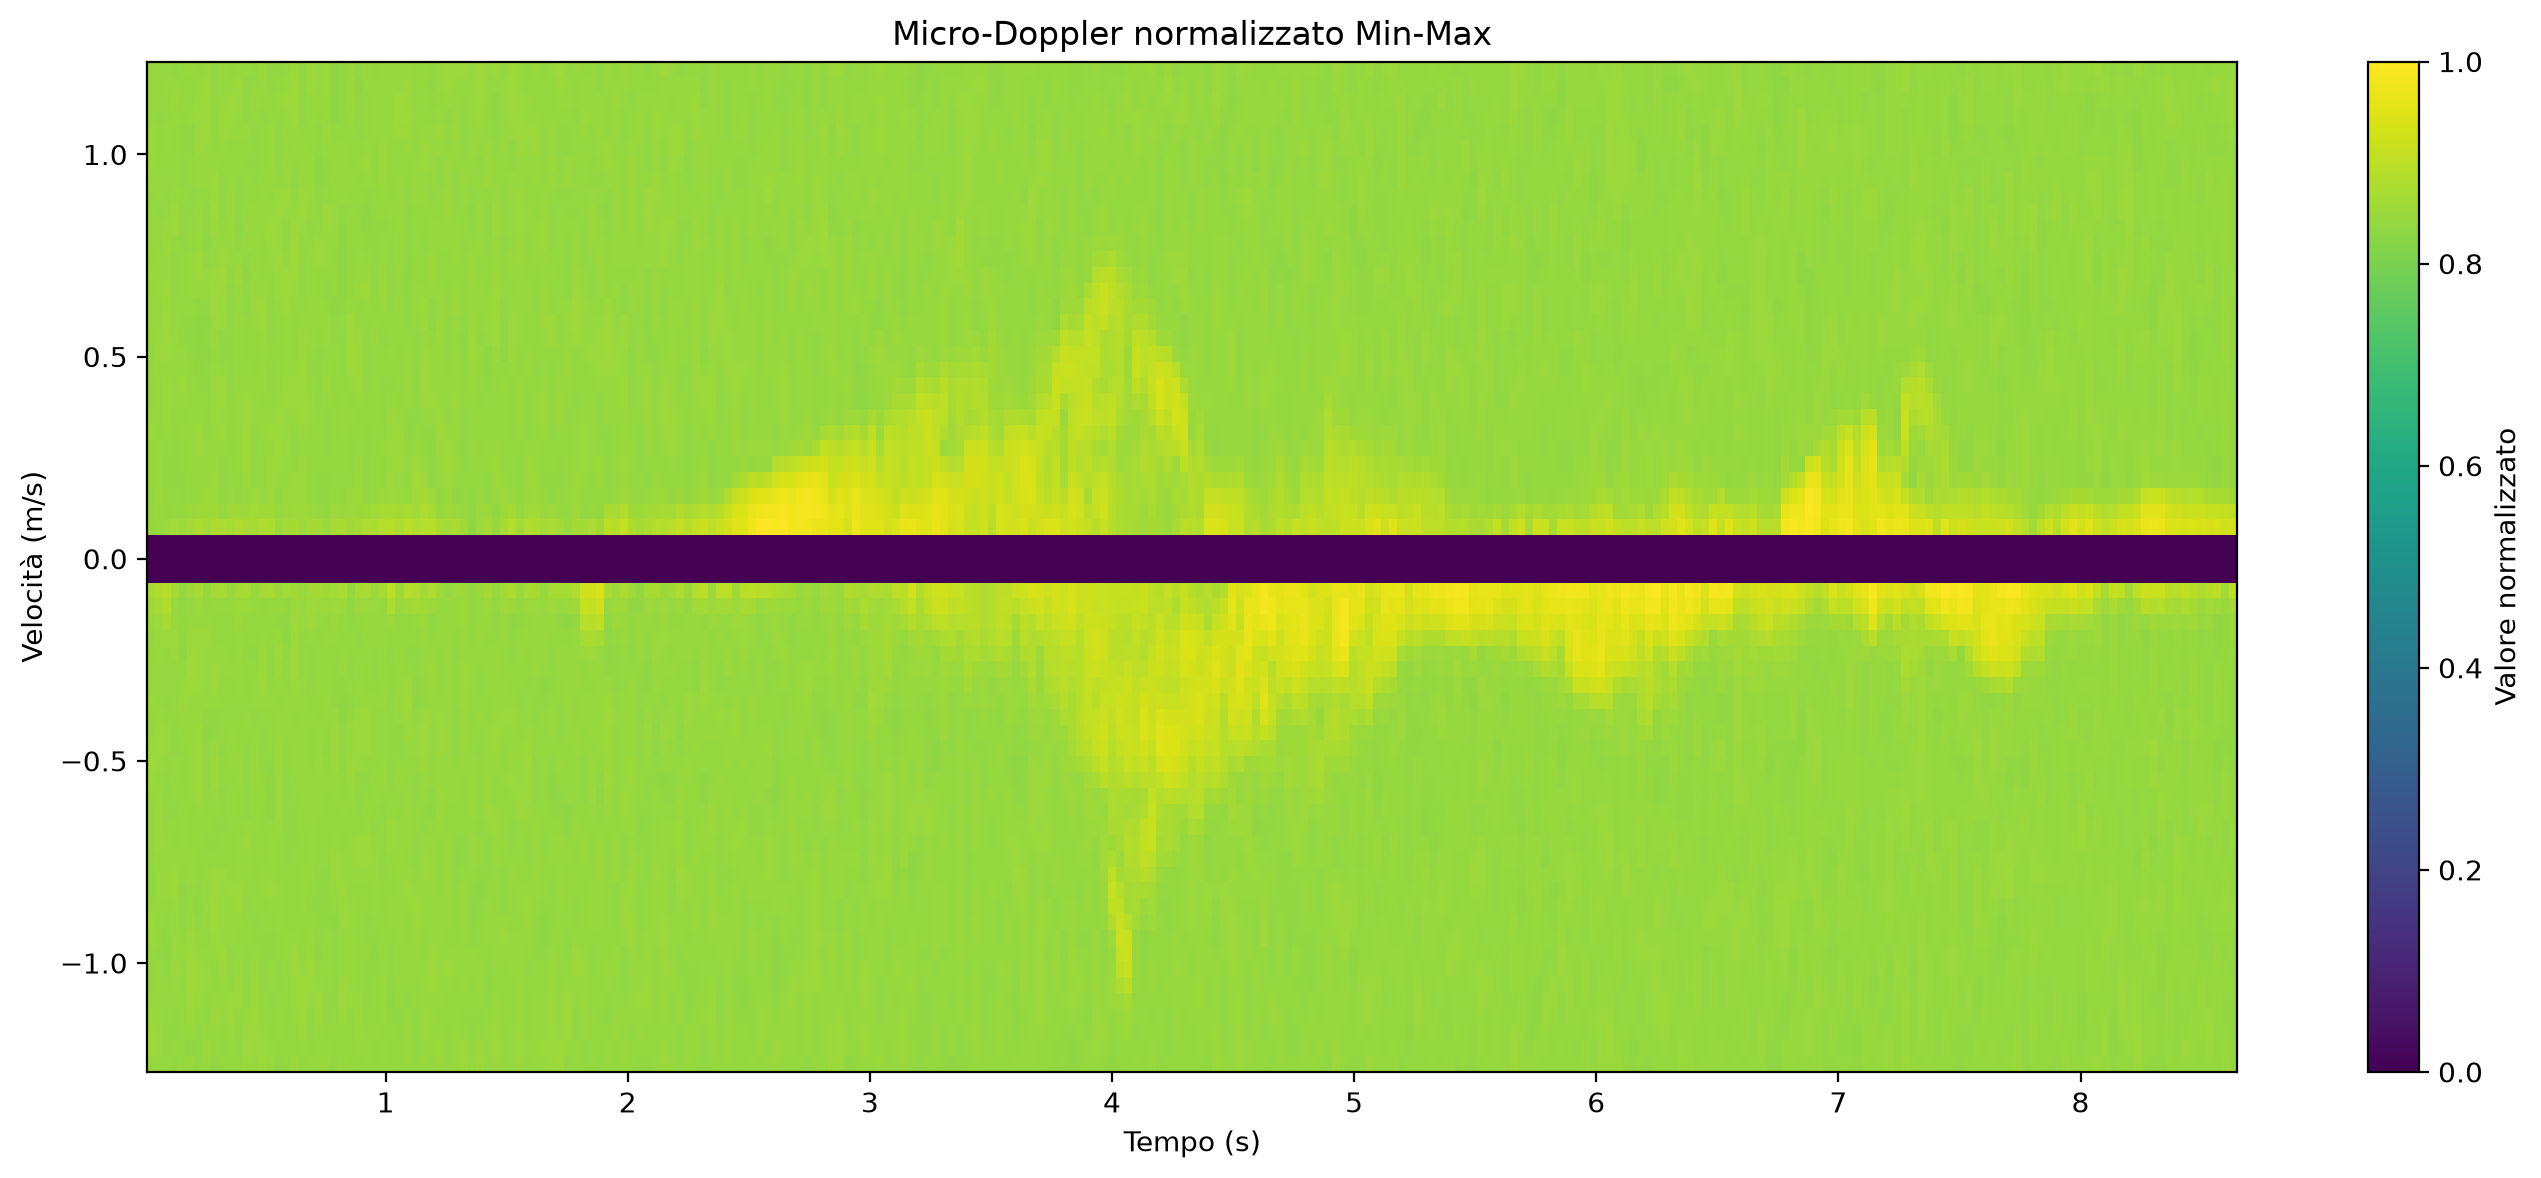 Micro-Doppler normalizzato Min-Max
Velocità (m/s)
1.0
0.5
0.0
−0.5
−1.0
1 2 3 4 5 6 7 8
Tempo (s)
1.0
0.8
0.6
0.4
0.2
0.0
Valore normalizzato